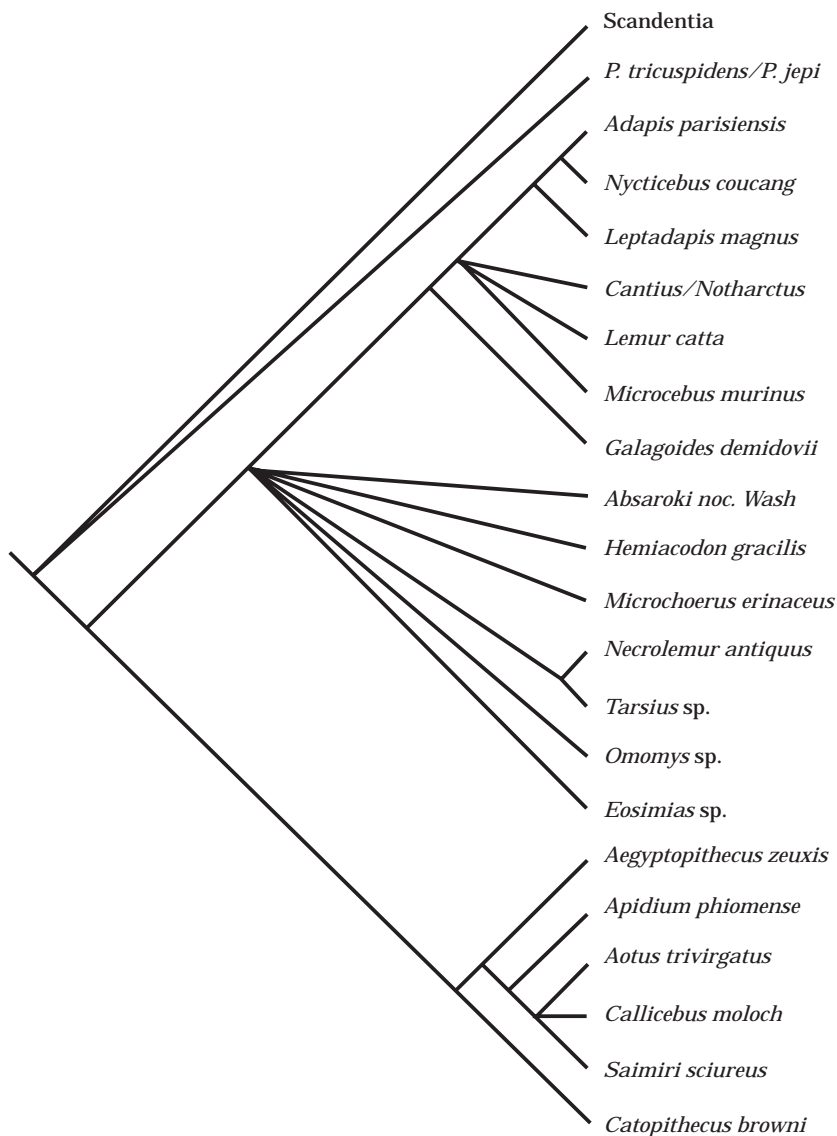 Scandentia
P. tricuspidens/P. jepi
Adapis parisiensis
Nycticebus coucang
Leptadapis magnus
Cantius/Notharctus
Lemur catta
Microcebus murinus
Galagoides demidovii
Absaroki noc. Wash
Hemiacodon gracilis
Microchoerus erinaceus
Necrolemur antiquus
Tarsius sp.
Omomys sp.
Eosimias sp.
Aegyptopithecus zeuxis
Apidium phiomense
Aotus trivirgatus
Callicebus moloch
Saimiri sciureus
Catopithecus browni